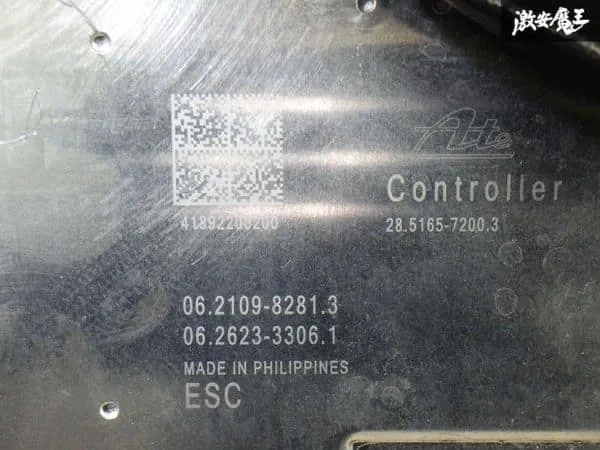 激安魔王
Ate
Controller
41892200200
28.5165-7200.3
06.2109-8281.3
06.2623-3306.1
MADE IN PHILIPPINES
ESC